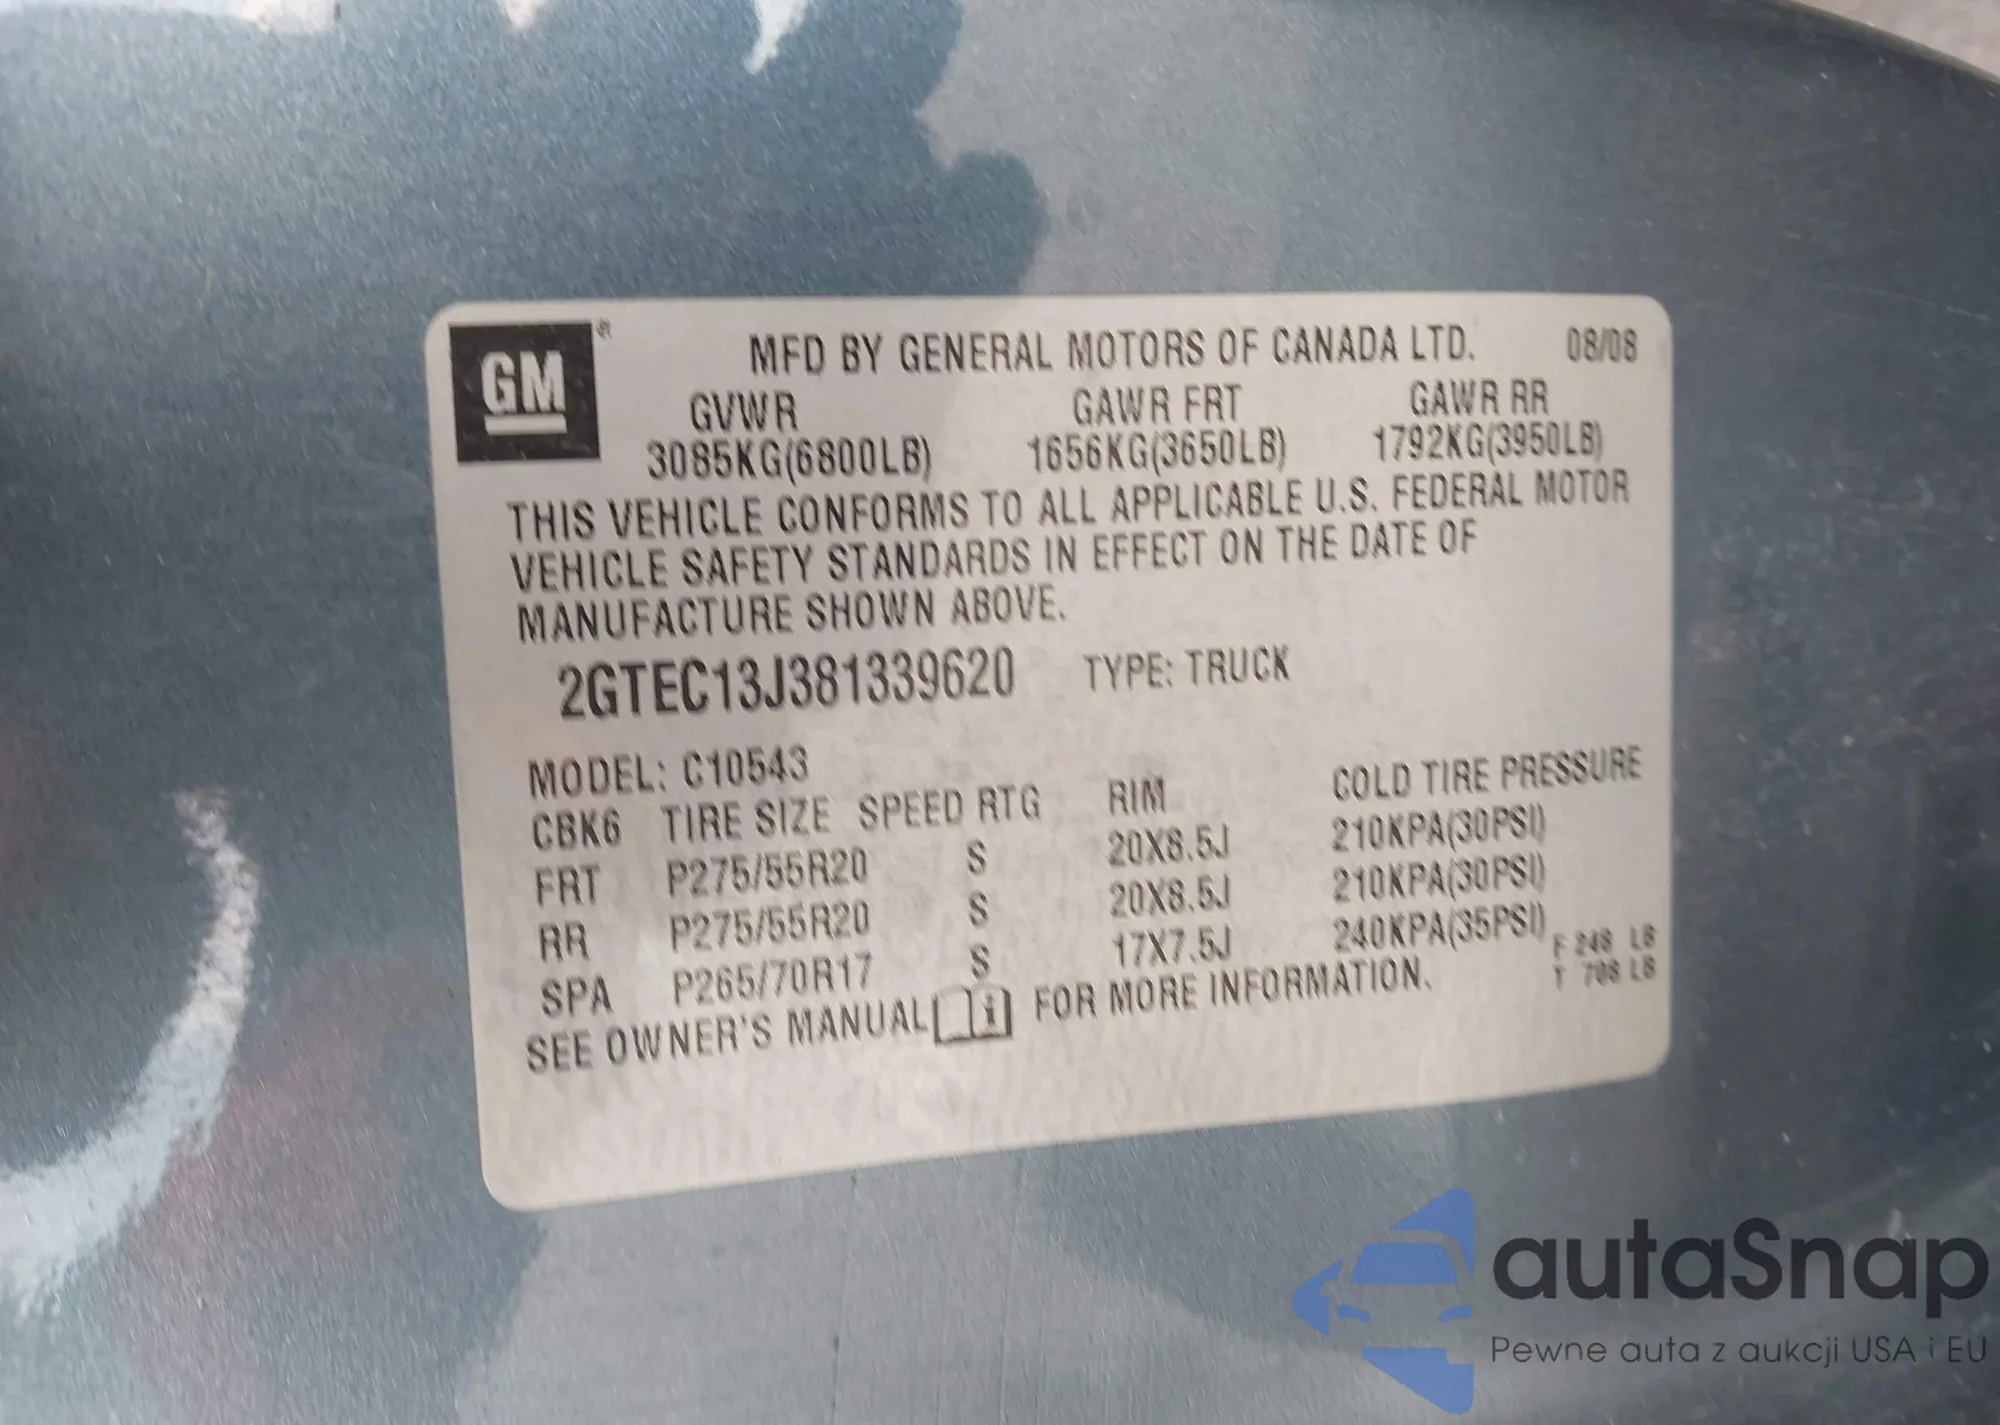 GM ® MFD BY GENERAL MOTORS OF CANADA LTD. 08/08
GVWR GAWR FRT GAWR RR
3085KG(6800LB) 1656KG(3650LB) 1792KG(3950LB)
THIS VEHICLE CONFORMS TO ALL APPLICABLE U.S. FEDERAL MOTOR
VEHICLE SAFETY STANDARDS IN EFFECT ON THE DATE OF
MANUFACTURE SHOWN ABOVE.
2GTEC13J381339620 TYPE: TRUCK
MODEL: C10543
CBK6 TIRE SIZE SPEED RTG RIM COLD TIRE PRESSURE
FRT P275/55R20 S 20X8.5J 210KPA(30PSI)
RR P275/55R20 S 20X8.5J 210KPA(30PSI)
SPA P265/70R17 S 17X7.5J 240KPA(35PSI)
F 248 LB
T 708 LB
SEE OWNER'S MANUAL i FOR MORE INFORMATION.
autaSnap
Pewne auta z aukcji USA i EU